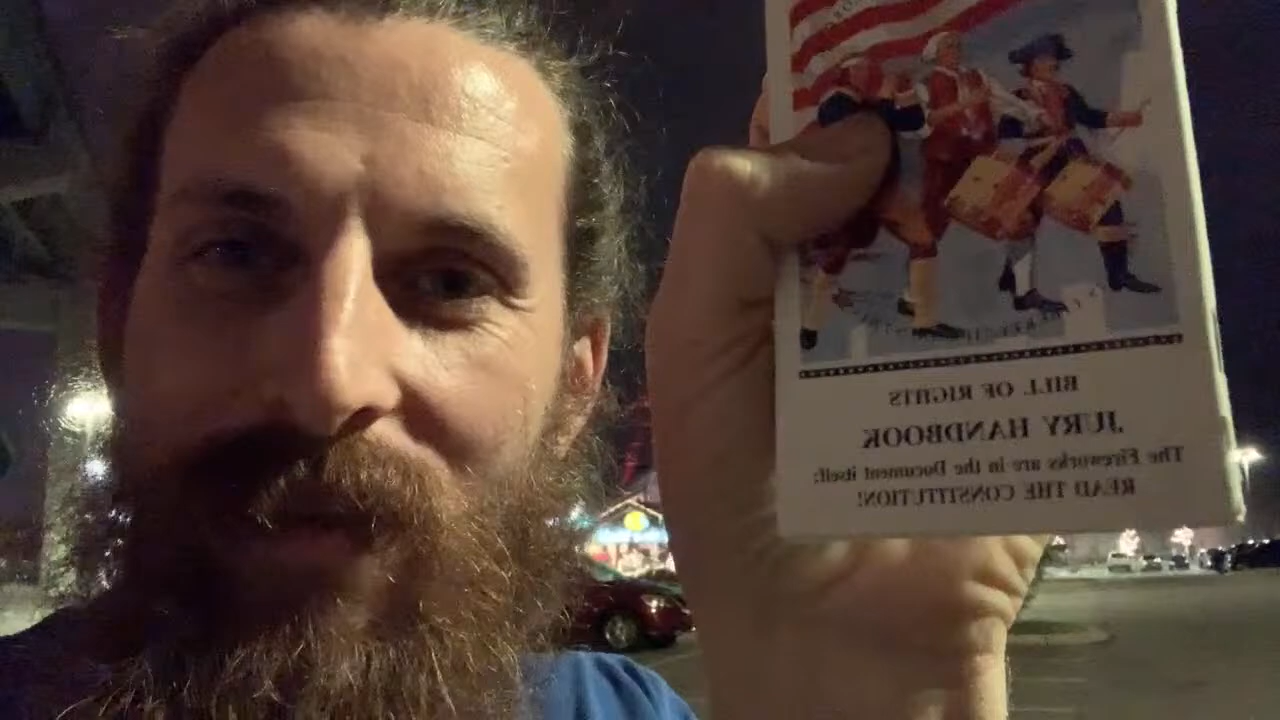 BILL OF RIGHTS
JURY HANDBOOK
The Fireworks are in the Document itself:
READ THE CONSTITUTION!